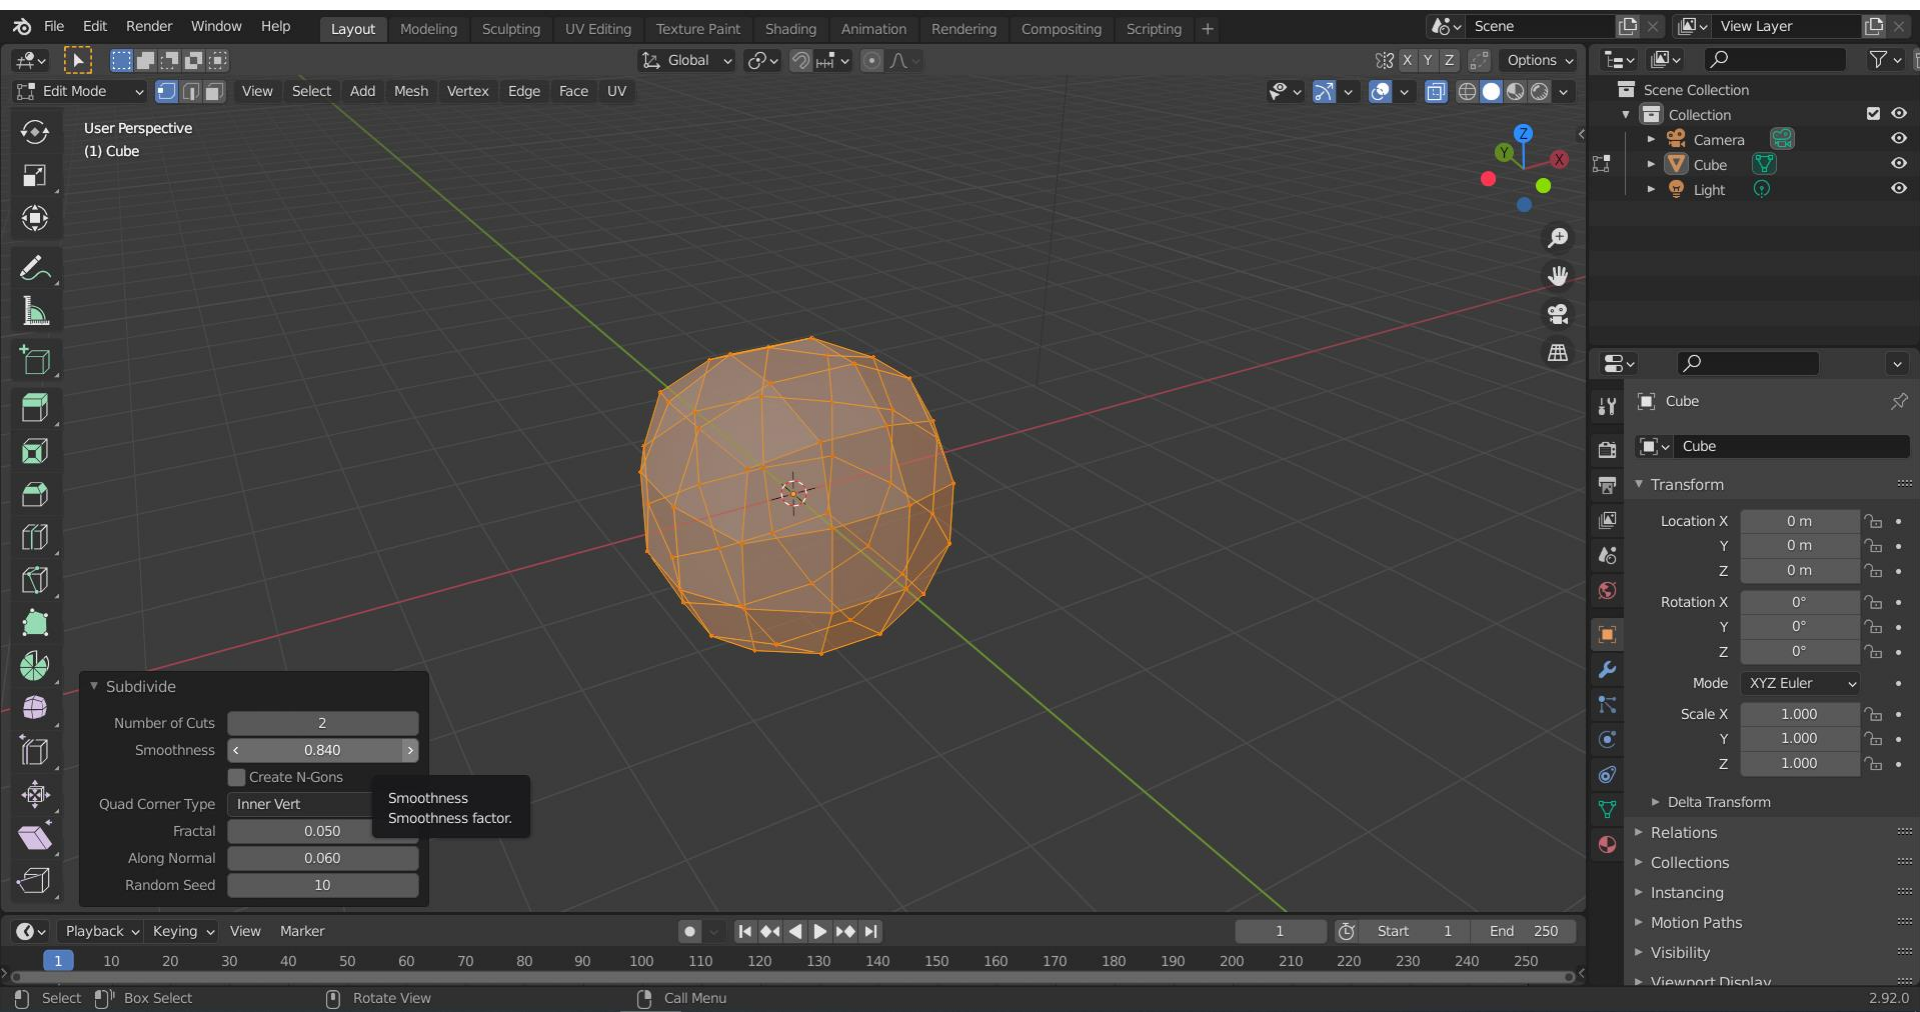 File Edit Render Window Help Layout Modeling Sculpting UV Editing Texture Paint Shading Animation Rendering Compositing Scripting + Scene View Layer
Global X Y Z Options
Edit Mode View Select Add Mesh Vertex Edge Face UV
User Perspective
(1) Cube
Z
Y X
Scene Collection
Collection
Camera
Cube
Light
Cube
Cube
Transform
Location X 0 m
Y 0 m
Z 0 m
Rotation X 0°
Y 0°
Z 0°
Mode XYZ Euler
Scale X 1.000
Y 1.000
Z 1.000
Delta Transform
Relations
Collections
Instancing
Motion Paths
Visibility
Viewport Display
Subdivide
Number of Cuts 2
Smoothness 0.840
Create N-Gons
Quad Corner Type Inner Vert
Fractal 0.050
Along Normal 0.060
Random Seed 10
Smoothness
Smoothness factor.
Playback Keying View Marker 1 Start 1 End 250
1 10 20 30 40 50 60 70 80 90 100 110 120 130 140 150 160 170 180 190 200 210 220 230 240 250
Select Box Select Rotate View Call Menu 2.92.0